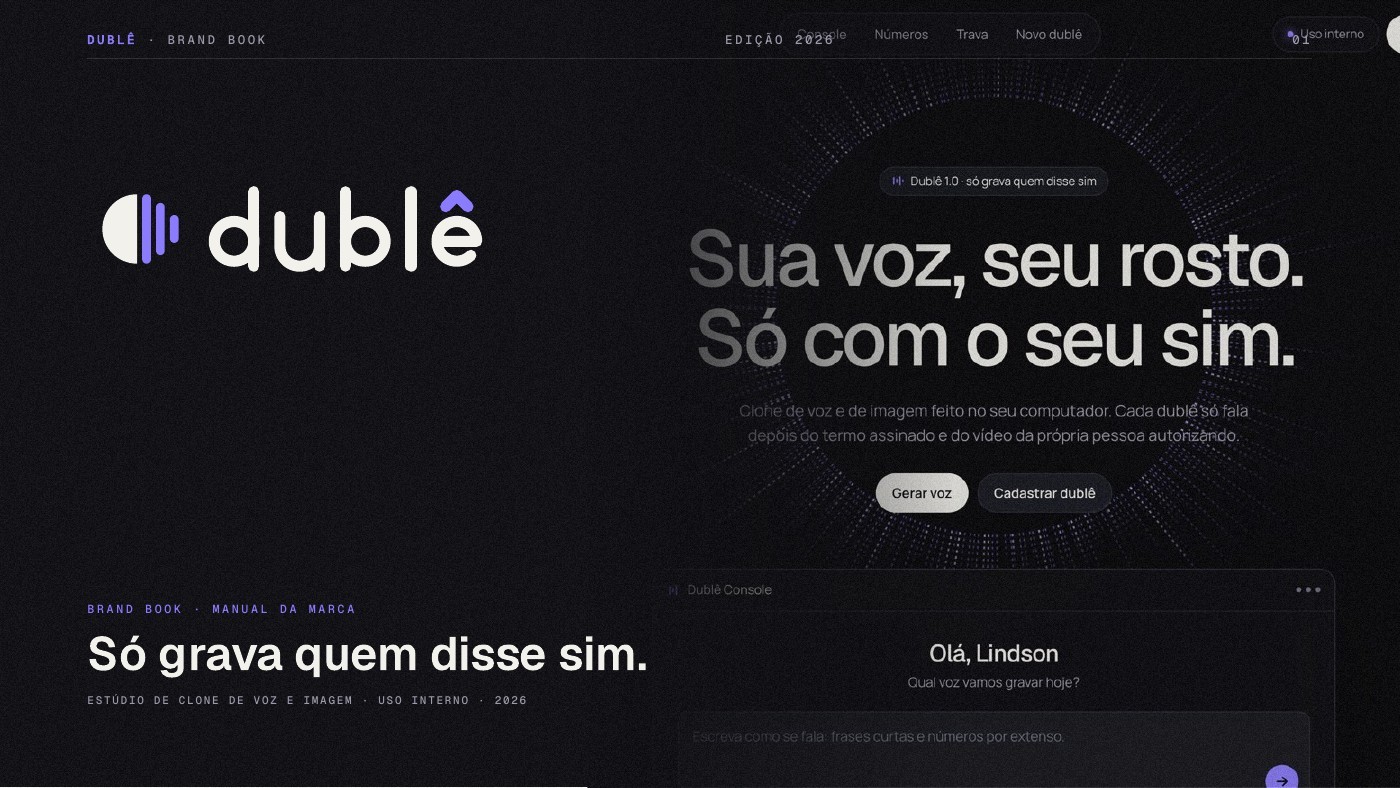 DUBLÊ · BRAND BOOK
EDIÇÃO 2026
01
Console
Números
Trava
Novo dublê
Uso interno
dublê
Dublê 1.0 · só grava quem disse sim
Sua voz, seu rosto.
Só com o seu sim.
Clone de voz e de imagem feito no seu computador. Cada dublê só fala
depois do termo assinado e do vídeo da própria pessoa autorizando.
Gerar voz
Cadastrar dublê
Dublê Console
BRAND BOOK · MANUAL DA MARCA
Só grava quem disse sim.
ESTÚDIO DE CLONE DE VOZ E IMAGEM · USO INTERNO · 2026
Olá, Lindson
Qual voz vamos gravar hoje?
Escreva como se fala: frases curtas e números por extenso.